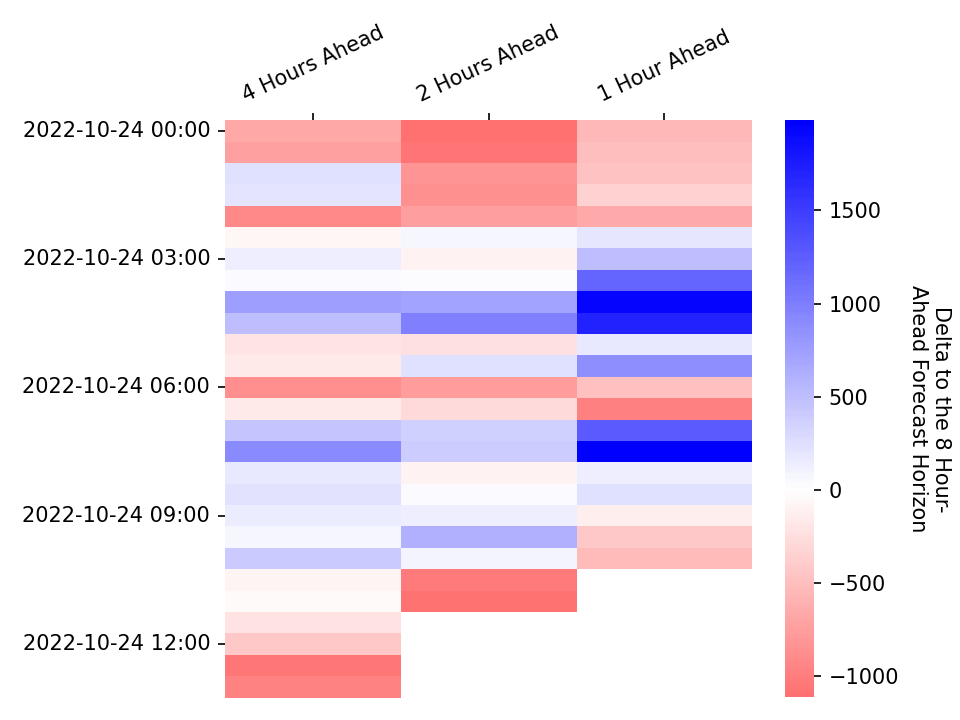 4 Hours Ahead
2 Hours Ahead
1 Hour Ahead
2022-10-24 00:00
2022-10-24 03:00
2022-10-24 06:00
2022-10-24 09:00
2022-10-24 12:00
1500
1000
500
0
−500
−1000
Delta to the 8 Hour-
Ahead Forecast Horizon